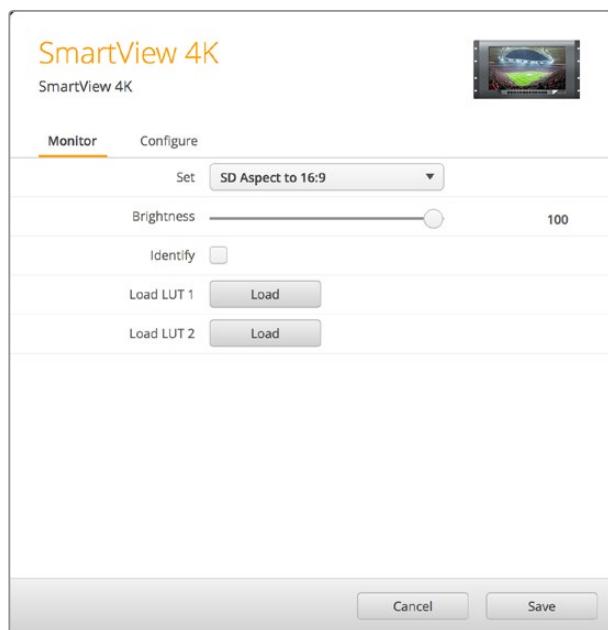 SmartView 4K
SmartView 4K
Monitor Configure
Set SD Aspect to 16:9
Brightness 100
Identify
Load LUT 1 Load
Load LUT 2 Load
Cancel Save